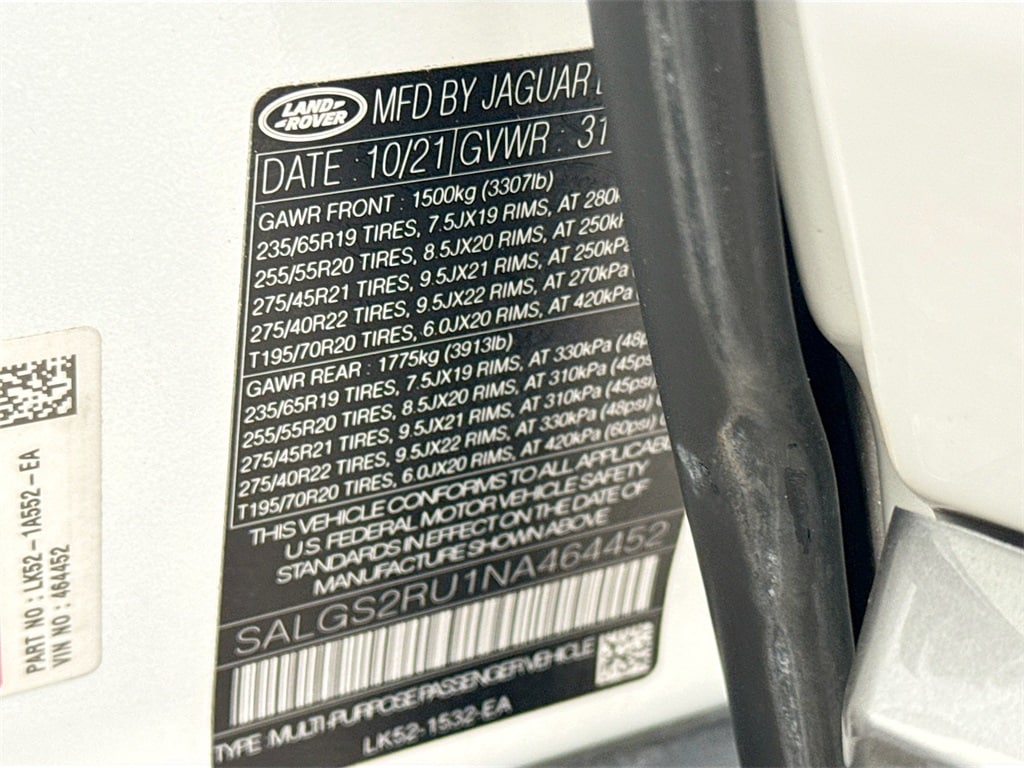 LAND-
-ROVER
MFD BY JAGUAR
DATE : 10/21 GVWR : 31
GAWR FRONT : 1500kg (3307lb)
235/65R19 TIRES, 7.5JX19 RIMS, AT 280k
255/55R20 TIRES, 8.5JX20 RIMS, AT 250k
275/45R21 TIRES, 9.5JX21 RIMS, AT 250kPa
275/40R22 TIRES, 9.5JX22 RIMS, AT 270kPa
T195/70R20 TIRES, 6.0JX20 RIMS, AT 420kPa
GAWR REAR : 1775kg (3913lb)
235/65R19 TIRES, 7.5JX19 RIMS, AT 330kPa (48p
255/55R20 TIRES, 8.5JX20 RIMS, AT 310kPa (45ps
275/45R21 TIRES, 9.5JX21 RIMS, AT 310kPa (45psi)
275/40R22 TIRES, 9.5JX22 RIMS, AT 330kPa (48psi)
T195/70R20 TIRES, 6.0JX20 RIMS, AT 420kPa (60psi)
THIS VEHICLE CONFORMS TO ALL APPLICABLE
U.S. FEDERAL MOTOR VEHICLE SAFETY
STANDARDS IN EFFECT ON THE DATE OF
MANUFACTURE SHOWN ABOVE
SALGS2RU1NA464452
TYPE :MULTI-PURPOSE PASSENGER VEHICLE
LK52-1532-EA
PART NO : LK52-1A552-EA
VIN NO : 464452